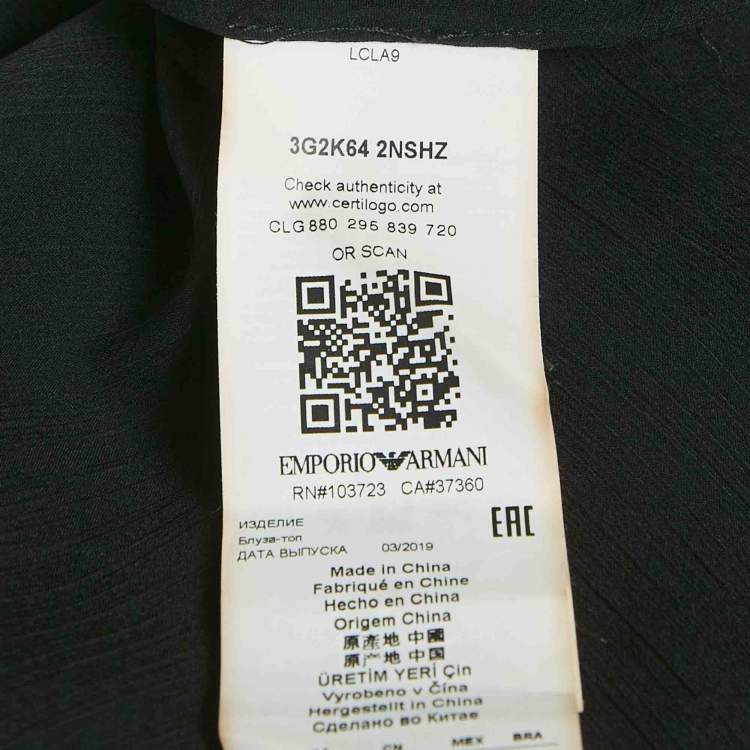 LCLA9
3G2K64 2NSHZ
Check authenticity at
www.certilogo.com
CLG 880 295 839 720
OR SCAN
EMPORIO ARMANI
RN#103723 CA#37360
ИЗДЕЛИЕ
Блуза-топ
ДАТА ВЫПУСКА 03/2019
EAC
Made in China
Fabriqué en Chine
Hecho en China
Origem China
原產地 中國
原产地 中国
ÜRETİM YERİ Çin
Vyrobeno v Čína
Hergestellt in China
Сделано во Китае
CN MEX BRA